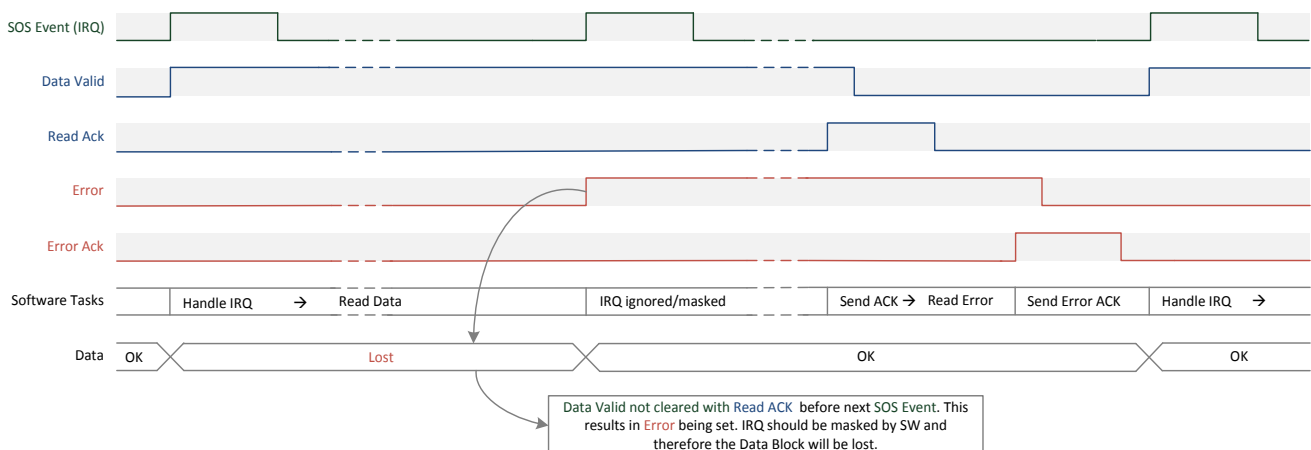 SOS Event (IRQ)
Data Valid
Read Ack
Error
Error Ack
Software Tasks Handle IRQ → Read Data IRQ ignored/masked Send ACK → Read Error Send Error ACK Handle IRQ →
Data OK Lost OK OK
Data Valid not cleared with Read ACK before next SOS Event. This
results in Error being set. IRQ should be masked by SW and
therefore the Data Block will be lost.